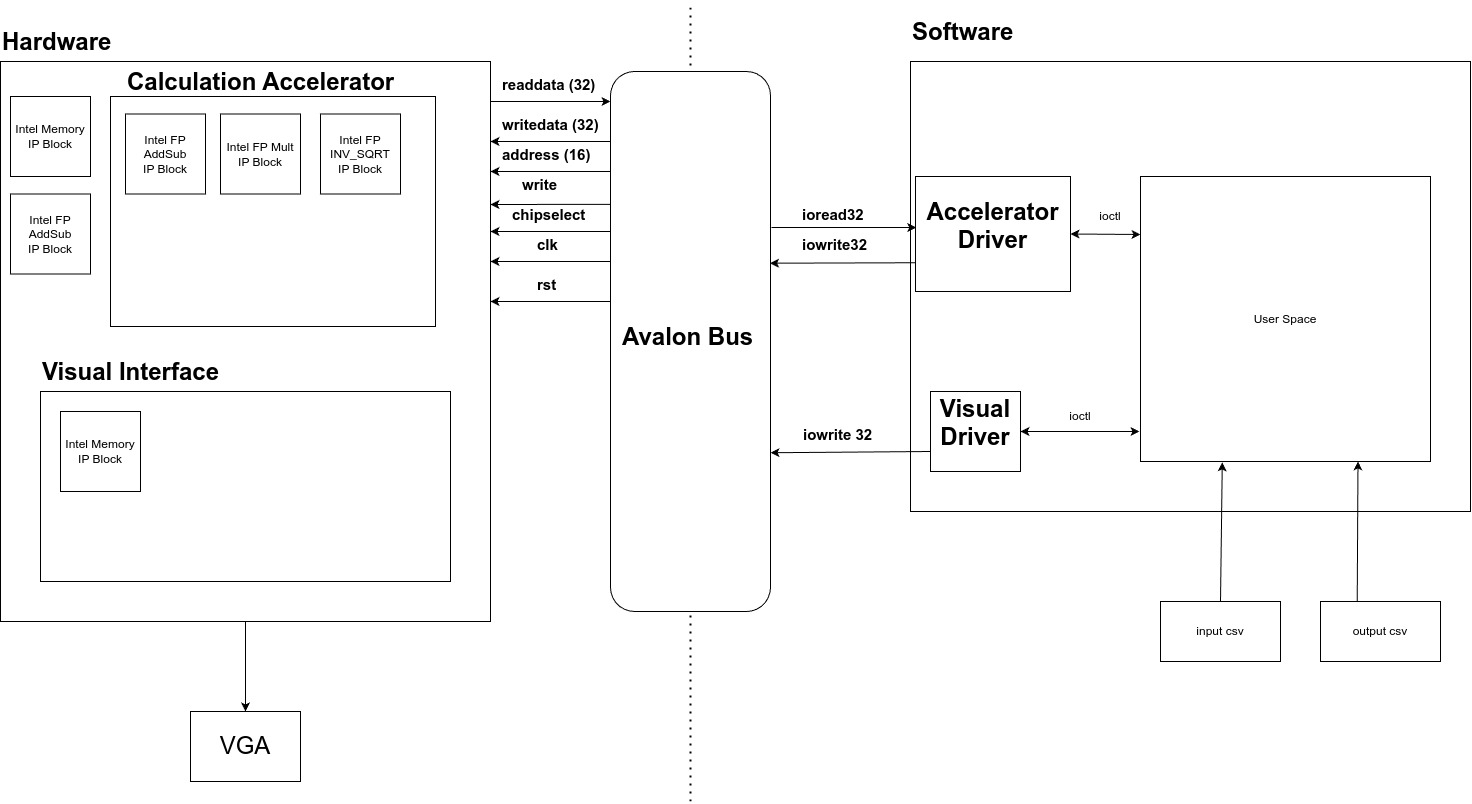 Hardware
Calculation Accelerator
Intel Memory
IP Block
Intel FP
AddSub
IP Block
Intel FP
AddSub
IP Block
Intel FP Mult
IP Block
Intel FP
INV_SQRT
IP Block
Visual Interface
Intel Memory
IP Block
VGA
readdata (32)
writedata (32)
address (16)
write
chipselect
clk
rst
Avalon Bus
ioread32
iowrite32
iowrite 32
Software
Accelerator
Driver
ioctl
Visual
Driver
ioctl
User Space
input csv
output csv